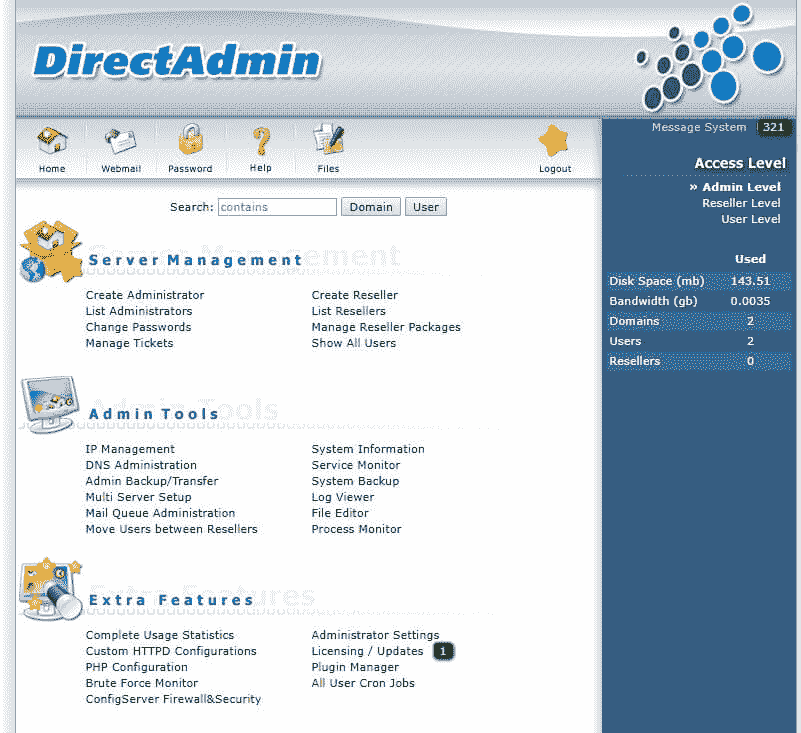 DirectAdmin
Home
Webmail
Password
Help
Files
Logout
Message System 321
Access Level
» Admin Level
Reseller Level
User Level
Used
Disk Space (mb) 143.51
Bandwidth (gb) 0.0035
Domains 2
Users 2
Resellers 0
Search: contains Domain User
Server Management
Create Administrator
List Administrators
Change Passwords
Manage Tickets
Create Reseller
List Resellers
Manage Reseller Packages
Show All Users
Admin Tools
IP Management
DNS Administration
Admin Backup/Transfer
Multi Server Setup
Mail Queue Administration
Move Users between Resellers
System Information
Service Monitor
System Backup
Log Viewer
File Editor
Process Monitor
Extra Features
Complete Usage Statistics
Custom HTTPD Configurations
PHP Configuration
Brute Force Monitor
ConfigServer Firewall&Security
Administrator Settings
Licensing / Updates 1
Plugin Manager
All User Cron Jobs